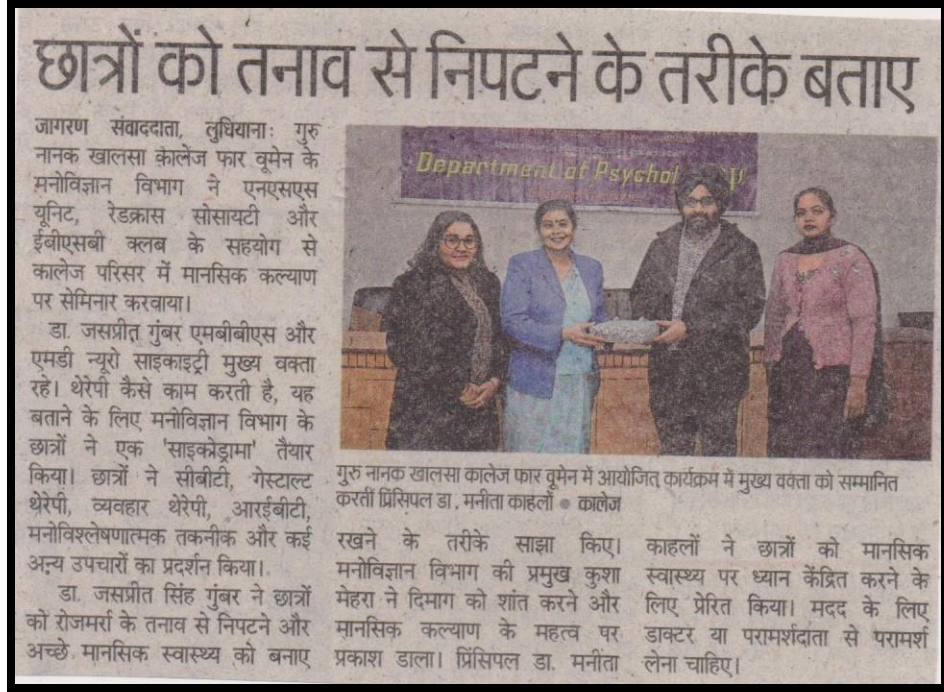 छात्रों को तनाव से निपटने के तरीके बताए
जागरण संवाददाता, लुधियाना: गुरु
नानक खालसा कालेज फार वूमेन के
मनोविज्ञान विभाग ने एनएसएस
यूनिट, रेडक्रास सोसायटी और
ईबीएसबी क्लब के सहयोग से
कालेज परिसर में मानसिक कल्याण
पर सेमिनार करवाया।
डा. जसप्रीत गुंबर एमबीबीएस और
एमडी न्यूरो साइकाइट्री मुख्य वक्ता
रहे। थेरेपी कैसे काम करती है, यह
बताने के लिए मनोविज्ञान विभाग के
छात्रों ने एक 'साइकोड्रामा' तैयार
किया। छात्रों ने सीबीटी, गेस्टाल्ट
थेरेपी, व्यवहार थेरेपी, आरईबीटी,
मनोविश्लेषणात्मक तकनीक और कई
अन्य उपचारों का प्रदर्शन किया।
डा. जसप्रीत सिंह गुंबर ने छात्रों
को रोजमर्रा के तनाव से निपटने और
अच्छे मानसिक स्वास्थ्य को बनाए
Department of Psychol
गुरु नानक खालसा कालेज फार वूमेन में आयोजित कार्यक्रम में मुख्य वक्ता को सम्मानित
करतीं प्रिंसिपल डा. मनीता काहलों ● कालेज
रखने के तरीके साझा किए।
मनोविज्ञान विभाग की प्रमुख कुशा
मेहरा ने दिमाग को शांत करने और
मानसिक कल्याण के महत्व पर
प्रकाश डाला। प्रिंसिपल डा. मनीता
काहलों ने छात्रों को मानसिक
स्वास्थ्य पर ध्यान केंद्रित करने के
लिए प्रेरित किया। मदद के लिए
डाक्टर या परामर्शदाता से परामर्श
लेना चाहिए।